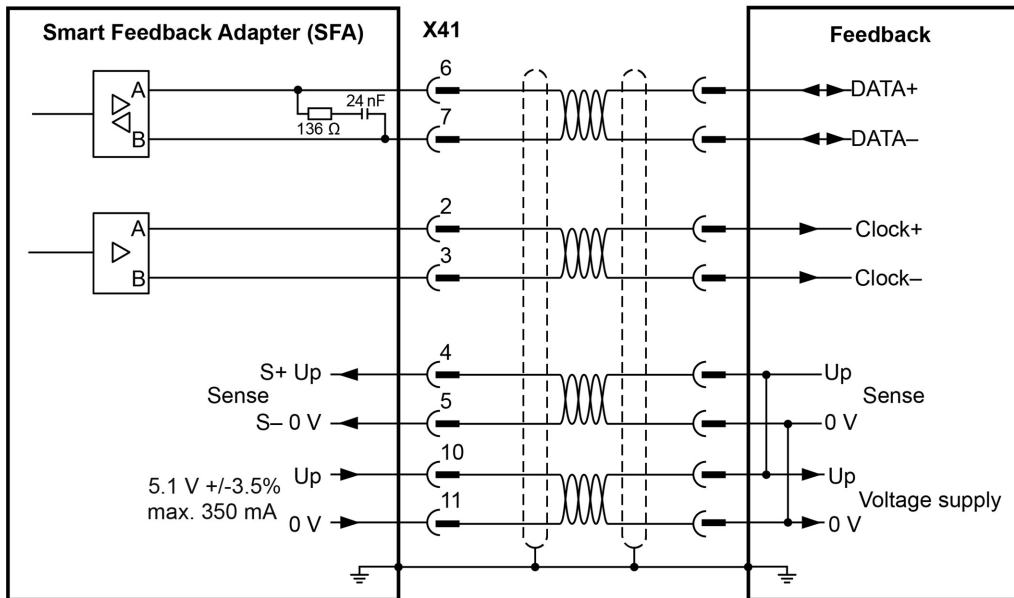 Smart Feedback Adapter (SFA)
X41
Feedback
A
B
24 nF
136 Ω
6
7
DATA+
DATA–
A
B
2
3
Clock+
Clock–
S+ Up
Sense
S– 0 V
4
5
Up
Sense
0 V
5.1 V +/-3.5%
max. 350 mA
Up
0 V
10
11
Up
Voltage supply
0 V